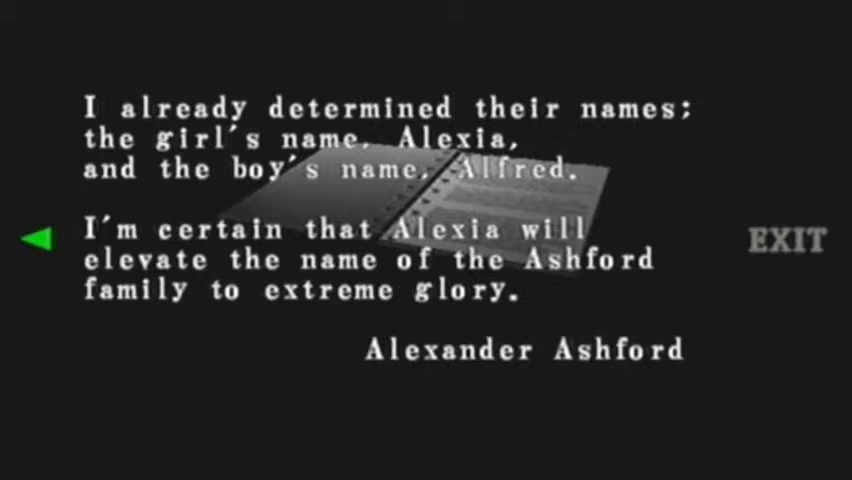 I already determined their names;
the girl's name, Alexia,
and the boy's name, Alfred.
I'm certain that Alexia will
elevate the name of the Ashford
family to extreme glory.
EXIT
Alexander Ashford